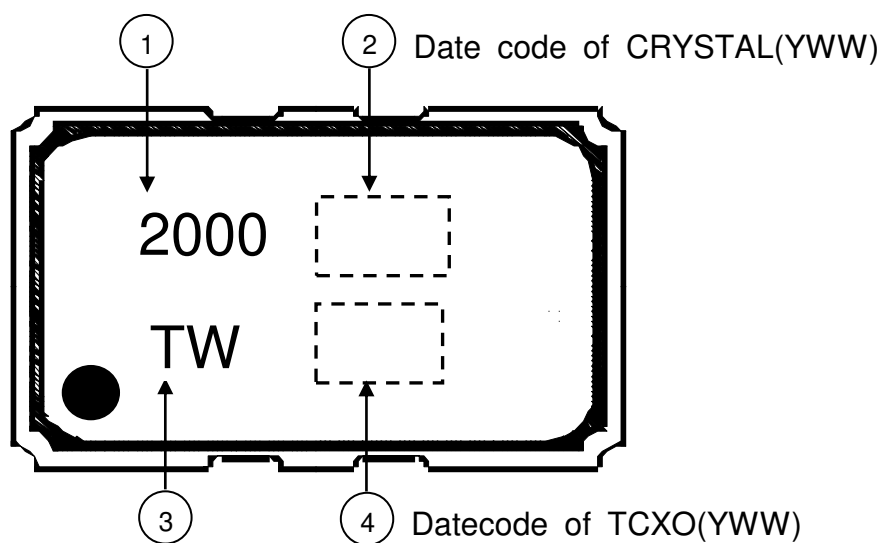 1 2 Date code of CRYSTAL(YWW)
2000
TW
3 4 Datecode of TCXO(YWW)